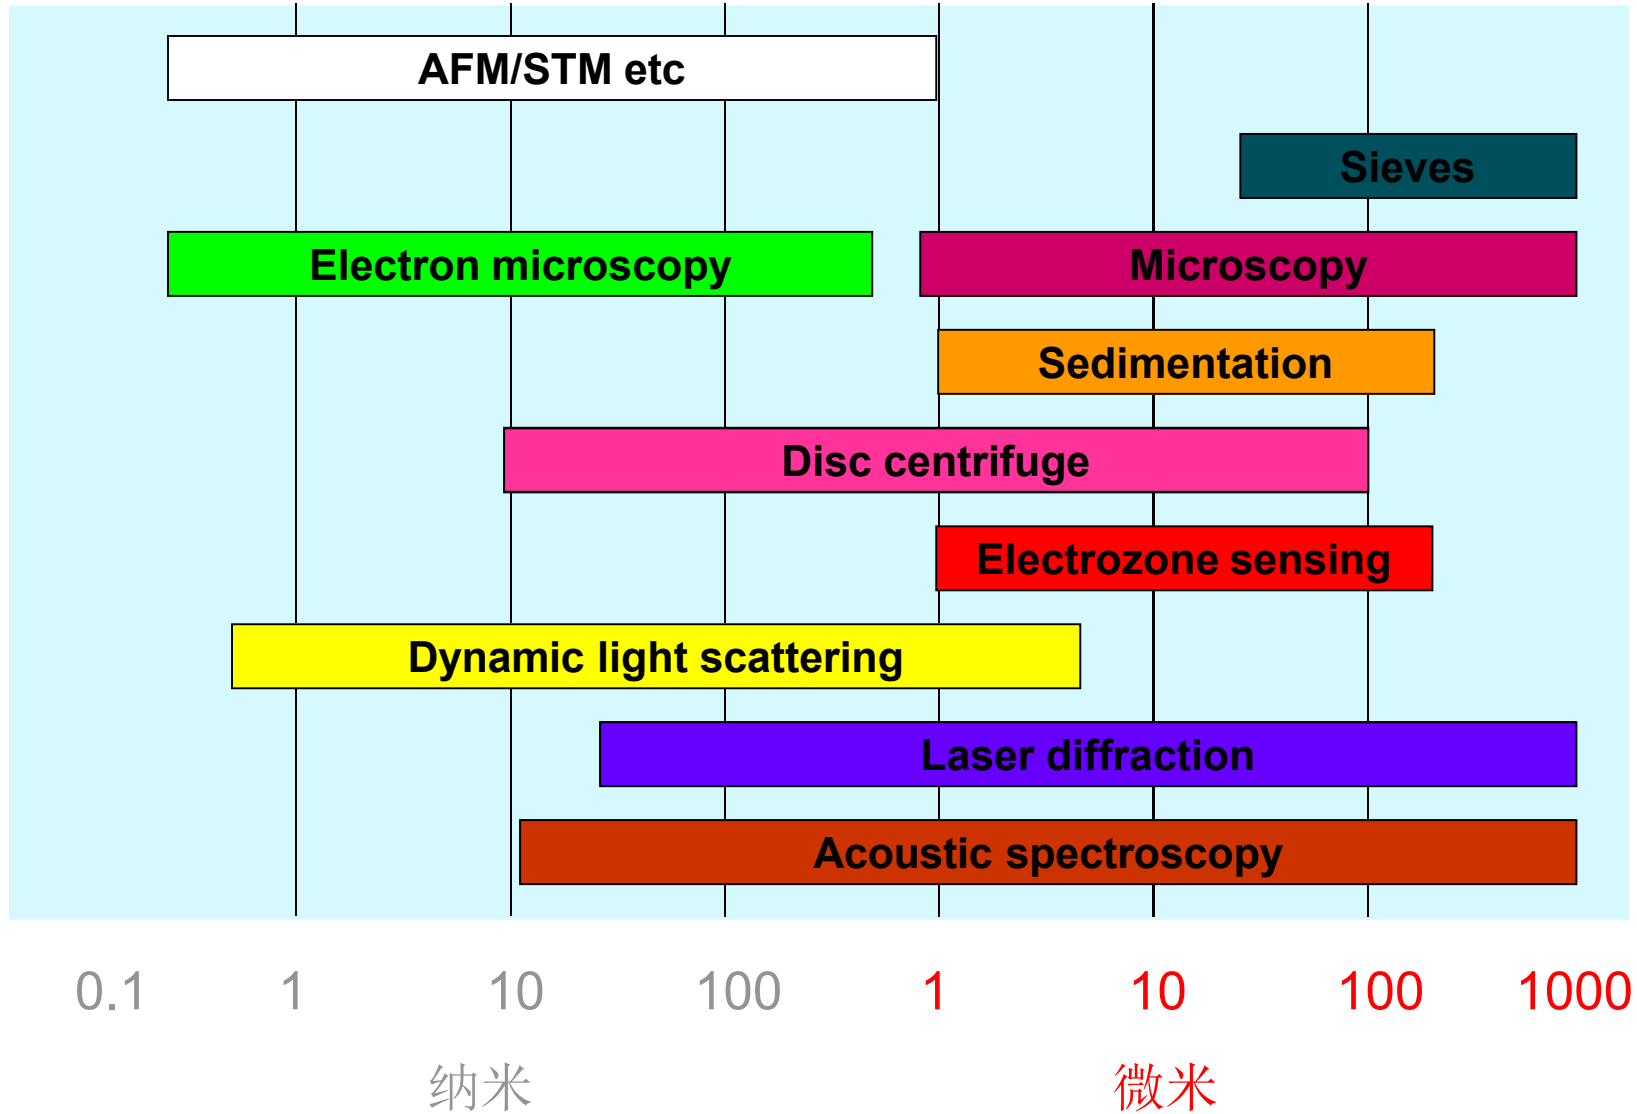 AFM/STM etc
Sieves
Electron microscopy
Microscopy
Sedimentation
Disc centrifuge
Electrozone sensing
Dynamic light scattering
Laser diffraction
Acoustic spectroscopy
0.1 1 10 100 1 10 100 1000
纳米 微米